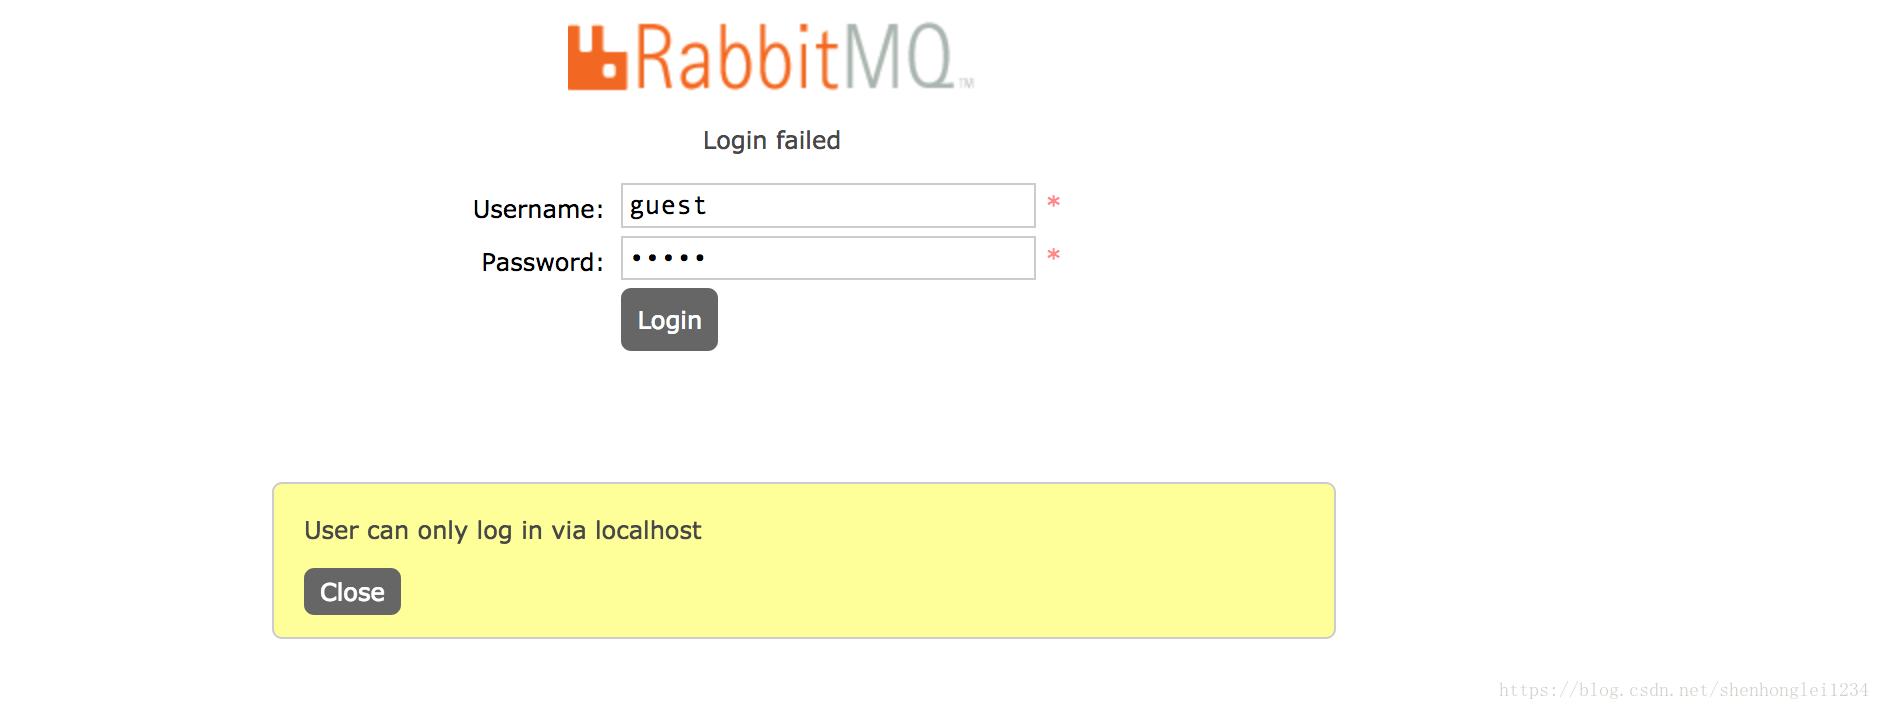 RabbitMQ™
Login failed
Username: guest *
Password: ••••• *
Login
User can only log in via localhost
Close
https://blog.csdn.net/shenhonglei1234